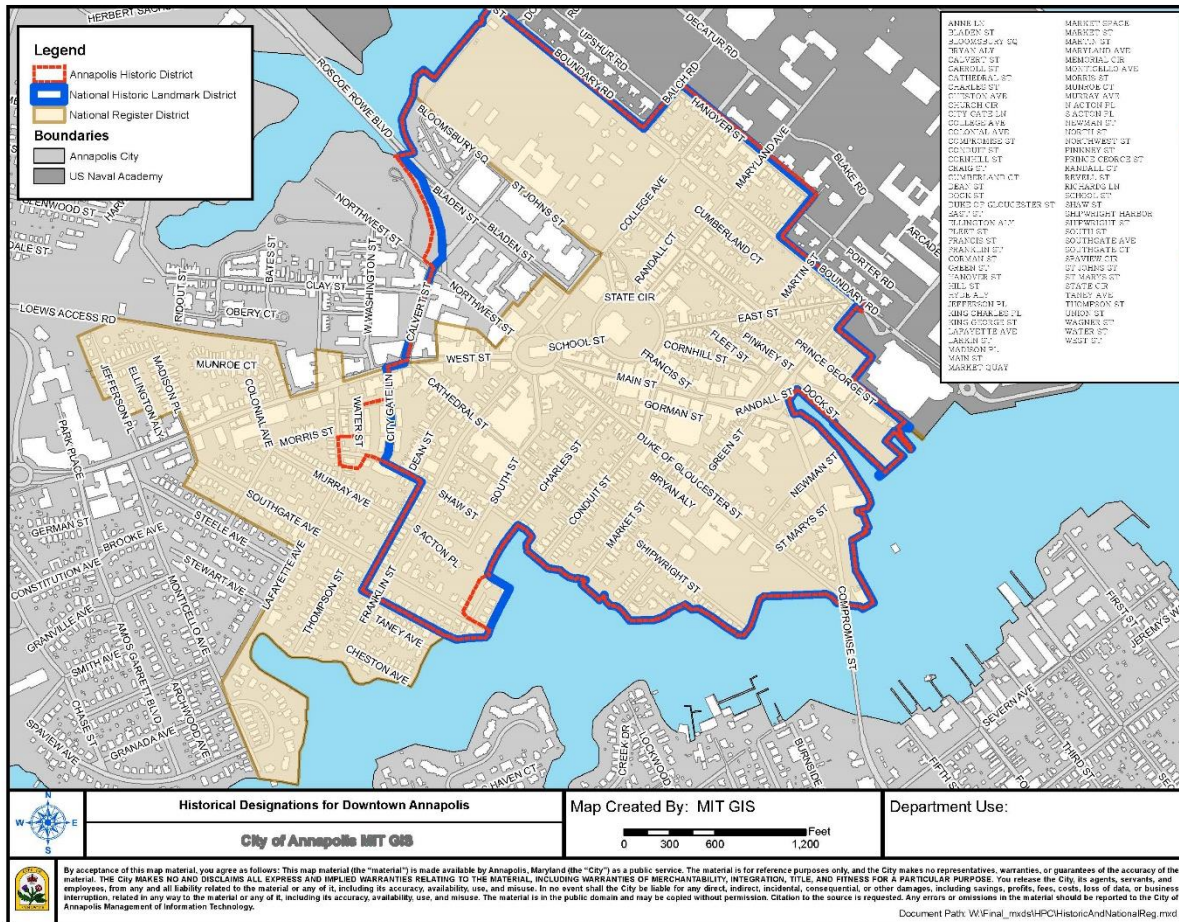 Legend
Annapolis Historic District
National Historic Landmark District
National Register District
Boundaries
Annapolis City
US Naval Academy
ANNE LN
BLADEN ST
BLOOMSBURY SQ
BRYAN ALY
CALVERT ST
CARROLL ST
CATHEDRAL ST
CHARLES ST
CHESTON AVE
CHURCH CIR
CITY GATE LN
COLLEGE AVE
COLONIAL AVE
COMPROMISE ST
CONDUIT ST
CORNHILL ST
CRAIG ST
CUMBERLAND CT
DEAN ST
DOCK ST
DUKE OF GLOUCESTER ST
EAST ST
ELLINGTON ALY
FLEET ST
FRANCIS ST
FRANKLIN ST
GORMAN ST
GREEN ST
HANOVER ST
HILL ST
HYDE ALY
JEFFERSON PL
KING CHARLES PL
KING GEORGE ST
LAFAYETTE AVE
LARKIN ST
MADISON PL
MAIN ST
MARKET QUAY
MARKET SPACE
MARKET ST
MARTIN ST
MARYLAND AVE
MEMORIAL CIR
MONTICELLO AVE
MORRIS ST
MUNROE CT
MURRAY AVE
N ACTON PL
S ACTON PL
NEWMAN ST
NORTH ST
NORTHWEST ST
PINKNEY ST
PRINCE GEORGE ST
RANDALL CT
REVELL ST
RICHARDS LN
SCHOOL ST
SHAW ST
SHIPWRIGHT HARBOR
SHIPWRIGHT ST
SOUTH ST
SOUTHGATE AVE
SOUTHGATE CT
SPAVIEW CIR
ST JOHNS ST
ST MARYS ST
STATE CIR
TANEY AVE
THOMPSON ST
UNION ST
WAGNER ST
WATER ST
WEST ST
HERBERT SACHS
ROSCOE ROWE BLVD
UPSHUR RD
DECATUR RD
BOUNDARY RD
BALCH RD
HANOVER ST
MARYLAND AVE
BLAKE RD
PORTER RD
ARCADE
BOUNDARY RD
BLOOMSBURY SQ
ST JOHNS ST
BLADEN ST
BLADEN ST
COLLEGE AVE
CUMBERLAND CT
RANDALL CT
MARTIN ST
GLENWOOD ST
DALE ST
NORTHWEST ST
NORTHWEST ST
BATES ST
CLAY ST
RIDOUT ST
OBERY CT
W WASHINGTON ST
CALVERT ST
STATE CIR
EAST ST
LOEWS ACCESS RD
MUNROE CT
WEST ST
SCHOOL ST
FLEET ST
PINKNEY ST
PRINCE GEORGE ST
CORNHILL ST
FRANCIS ST
MAIN ST
GORMAN ST
RANDALL ST
DOCK ST
JEFFERSON PL
ELLINGTON ALY
MADISON PL
COLONIAL AVE
MORRIS ST
WATER ST
CITY GATE LN
CATHEDRAL ST
DEAN ST
PARK PLACE
SOUTH ST
CHARLES ST
CONDUIT ST
MARKET ST
DUKE OF GLOUCESTER ST
GREEN ST
BRYAN ALY
NEWMAN ST
ST MARYS ST
SHIPWRIGHT ST
COMPROMISE ST
MURRAY AVE
SHAW ST
S ACTON PL
SOUTHGATE AVE
GERMAN ST
BROOKE AVE
STEELE AVE
STEWART AVE
CONSTITUTION AVE
LAFAYETTE AVE
THOMPSON ST
FRANKLIN ST
TANEY AVE
CHESTON AVE
MONTICELLO AVE
GRANVILLE AVE
SMITH AVE
AMOS GARRETT BLVD
ARCHWOOD AVE
CHASE ST
SPAVIEW AVE
GRANADA AVE
S HAVEN CT
CREEK DR
LOCKWOOD
BURNSIDE
SEVERN AVE
FIRST ST
JEREMYS W
THIRD ST
FIFTH S
N
W E
S
Historical Designations for Downtown Annapolis
City of Annapolis MIT GIS
Map Created By: MIT GIS
Feet
0 300 600 1,200
Department Use:
By acceptance of this map material, you agree as follows: This map material (the "material") is made available by Annapolis, Maryland (the "City") as a public service. The material is for reference purposes only, and the City makes no representatives, warranties, or guarantees of the accuracy of the
material. THE City MAKES NO AND DISCLAIMS ALL EXPRESS AND IMPLIED WARRANTIES RELATING TO THE MATERIAL, INCLUDING WARRANTIES OF MERCHANTABILITY, INTEGRATION, TITLE, AND FITNESS FOR A PARTICULAR PURPOSE. You release the City, its agents, servants, and
employees, from any and all liability related to the material or any of it, including its accuracy, availability, use, and misuse. In no event shall the City be liable for any direct, indirect, incidental, consequential, or other damages, including savings, profits, fees, costs, loss of data, or business
interruption, related in any way to the material or any of it, including its accuracy, availability, use, and misuse. The material is in the public domain and may be copied without permission. Citation to the source is requested. Any errors or omissions in the material should be reported to the City of
Annapolis Management of Information Technology.
Document Path: W:\Final_mxds\HPC\HistoricAndNationalReg.mxd